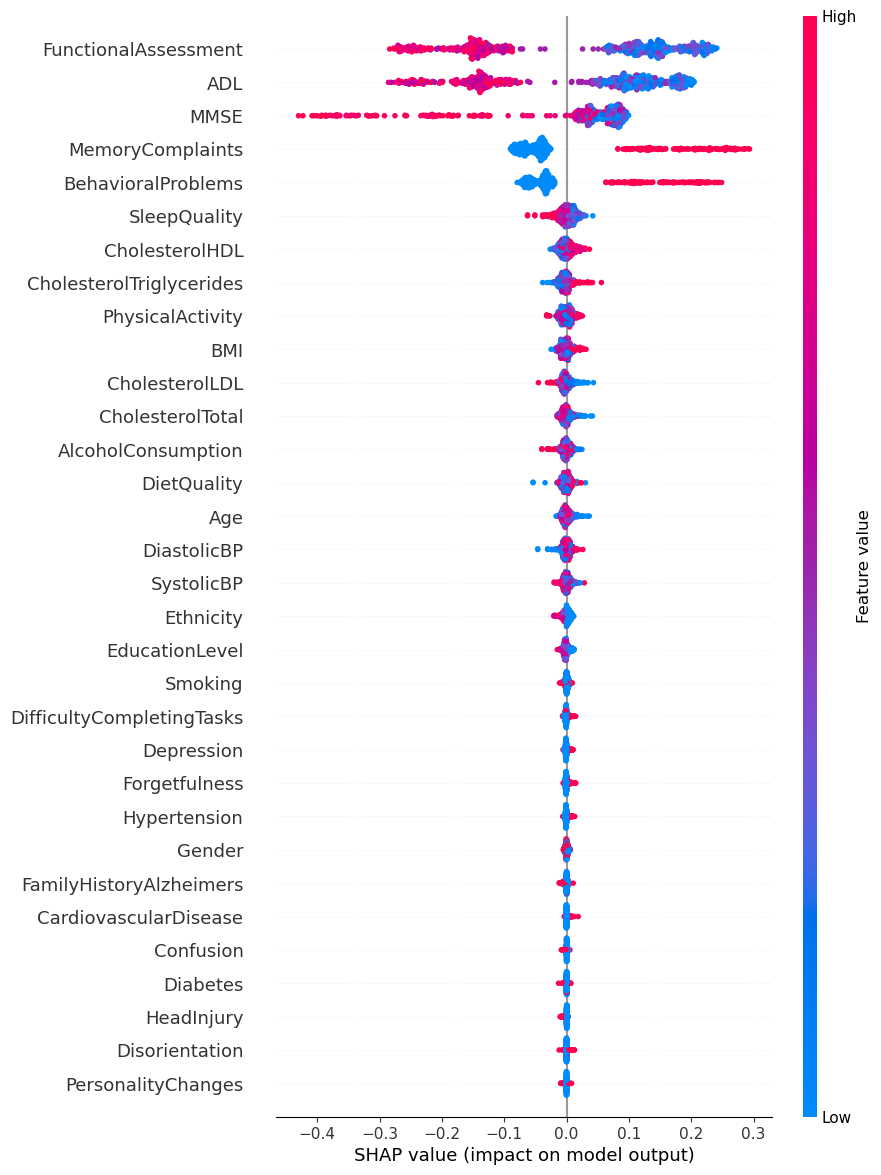 High
FunctionalAssessment
ADL
MMSE
MemoryComplaints
BehavioralProblems
SleepQuality
CholesterolHDL
CholesterolTriglycerides
PhysicalActivity
BMI
CholesterolLDL
CholesterolTotal
AlcoholConsumption
DietQuality
Age
DiastolicBP
SystolicBP
Ethnicity
EducationLevel
Smoking
DifficultyCompletingTasks
Depression
Forgetfulness
Hypertension
Gender
FamilyHistoryAlzheimers
CardiovascularDisease
Confusion
Diabetes
HeadInjury
Disorientation
PersonalityChanges
Feature value
Low
−0.4 −0.3 −0.2 −0.1 0.0 0.1 0.2 0.3
SHAP value (impact on model output)